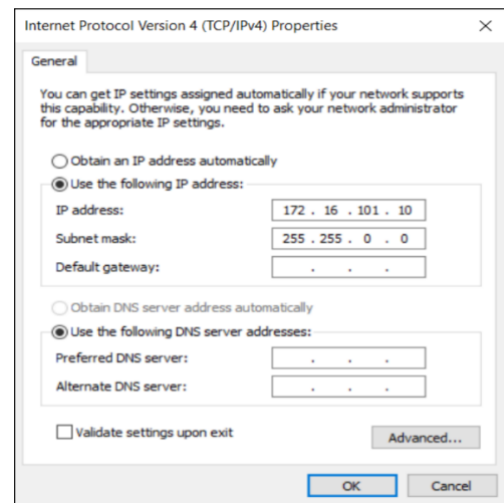 Internet Protocol Version 4 (TCP/IPv4) Properties
General
You can get IP settings assigned automatically if your network supports
this capability. Otherwise, you need to ask your network administrator
for the appropriate IP settings.
Obtain an IP address automatically
Use the following IP address:
IP address: 172 . 16 . 101 . 10
Subnet mask: 255 . 255 . 0 . 0
Default gateway: . . .
Obtain DNS server address automatically
Use the following DNS server addresses:
Preferred DNS server: . . .
Alternate DNS server: . . .
Validate settings upon exit
Advanced...
OK Cancel